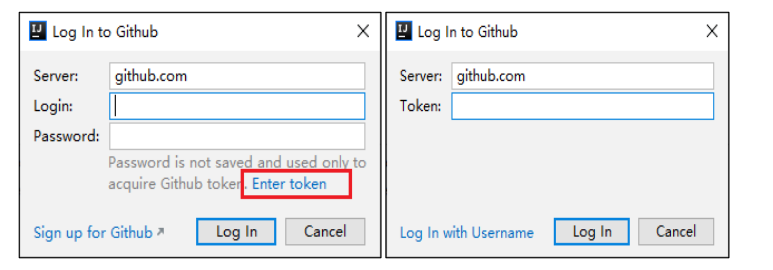 Log In to Github
Server: github.com
Login:
Password:
Password is not saved and used only to
acquire Github token. Enter token
Sign up for Github
Log In
Cancel
Log In to Github
Server: github.com
Token:
Log In with Username
Log In
Cancel